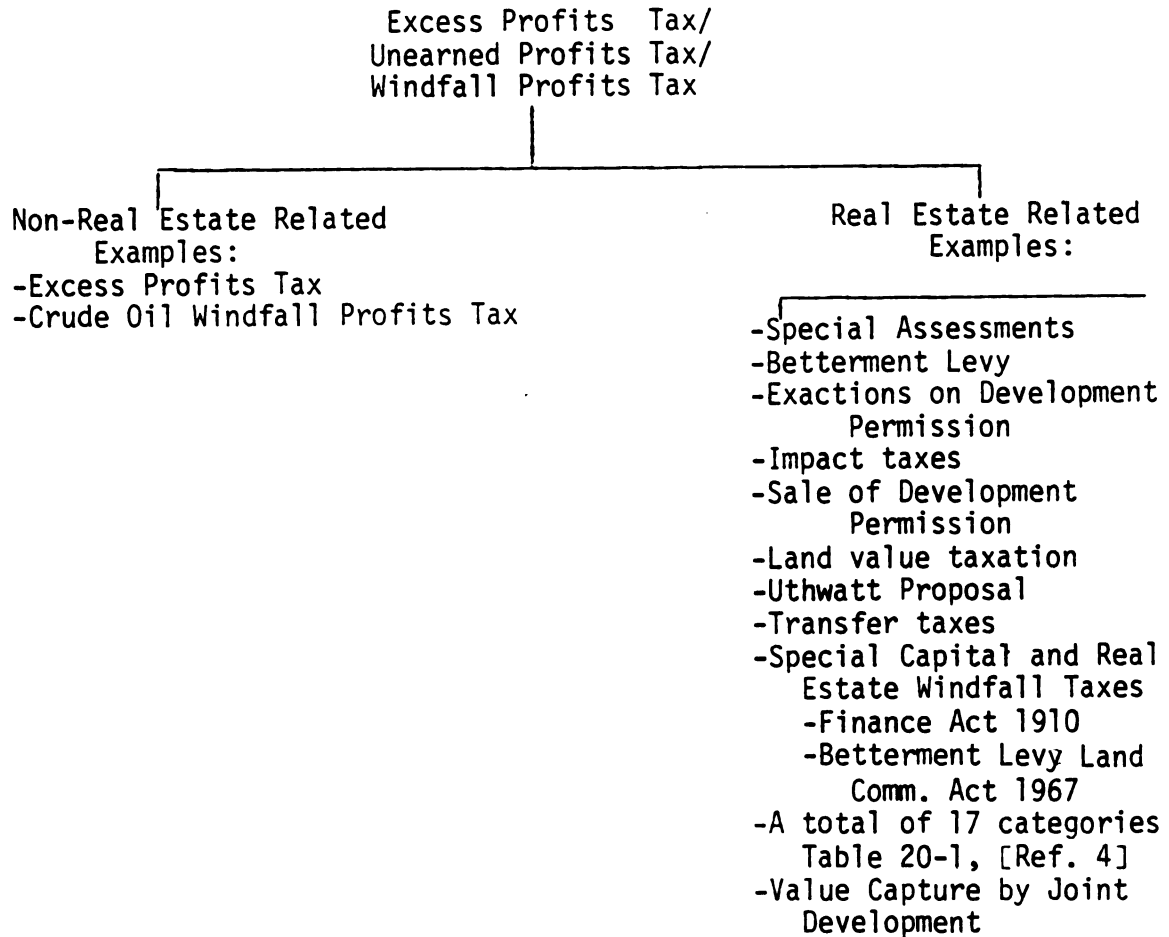 Excess Profits Tax/
Unearned Profits Tax/
Windfall Profits Tax
Non-Real Estate Related
Examples:
-Excess Profits Tax
-Crude Oil Windfall Profits Tax
Real Estate Related
Examples:
-Special Assessments
-Betterment Levy
-Exactions on Development
Permission
-Impact taxes
-Sale of Development
Permission
-Land value taxation
-Uthwatt Proposal
-Transfer taxes
-Special Capital and Real
Estate Windfall Taxes
-Finance Act 1910
-Betterment Levy Land
Comm. Act 1967
-A total of 17 categories
Table 20-1, [Ref. 4]
-Value Capture by Joint
Development